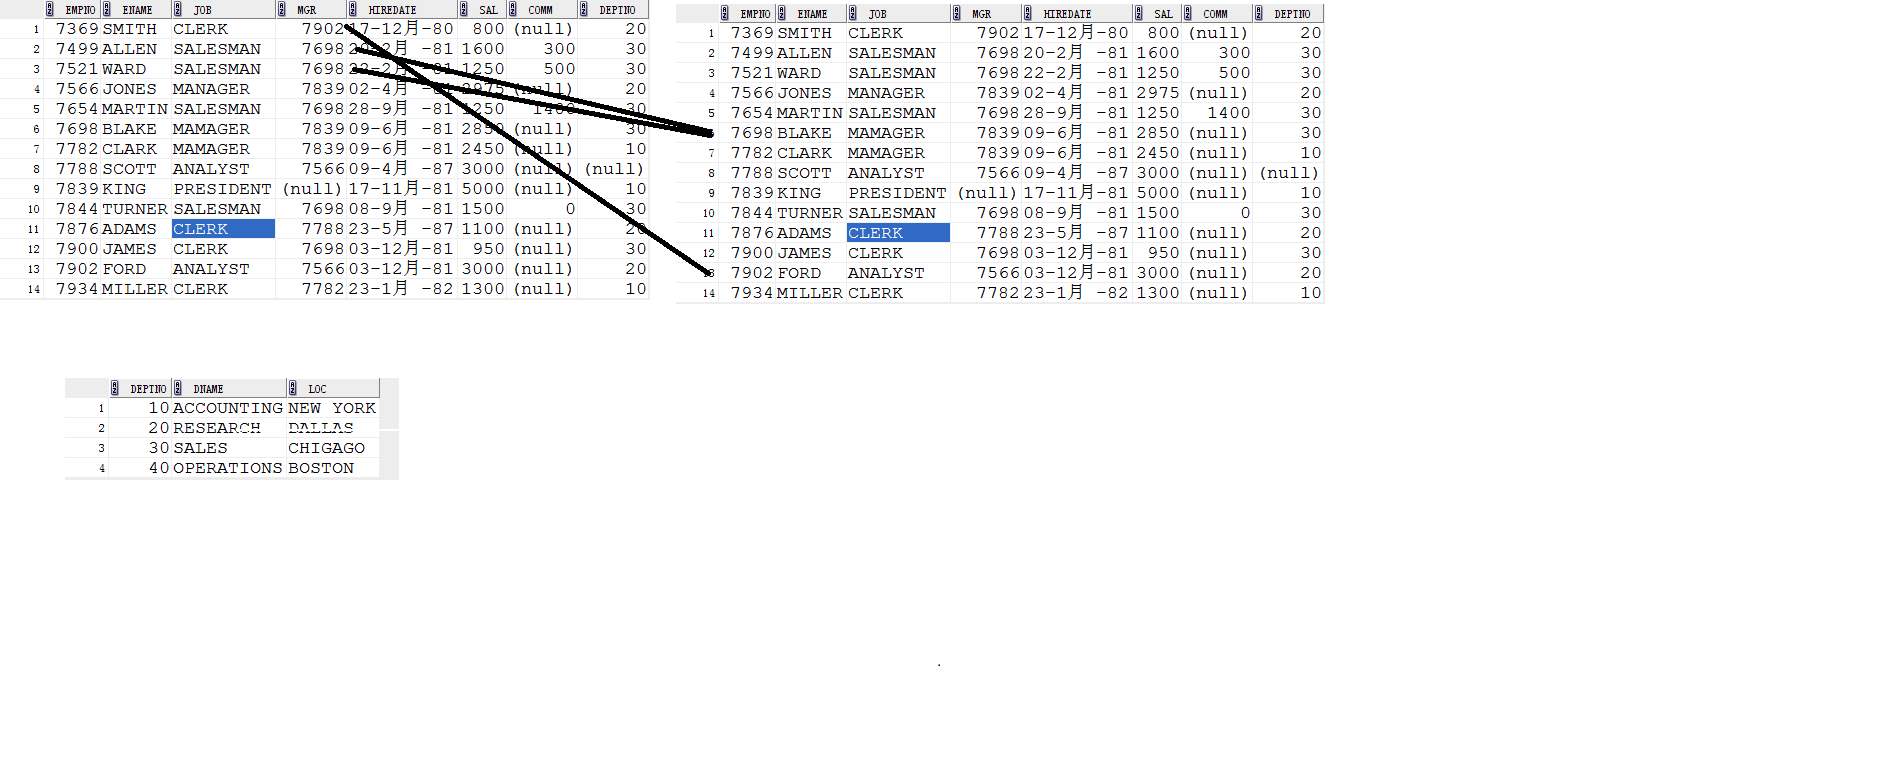 EMPNO ENAME JOB MGR HIREDATE SAL COMM DEPTNO
1 7369 SMITH CLERK 7902 17-12月-80 800 (null) 20
2 7499 ALLEN SALESMAN 7698 20-2月 -81 1600 300 30
3 7521 WARD SALESMAN 7698 22-2月 -81 1250 500 30
4 7566 JONES MANAGER 7839 02-4月 -81 2975 (null) 20
5 7654 MARTIN SALESMAN 7698 28-9月 -81 1250 1400 30
6 7698 BLAKE MAMAGER 7839 09-6月 -81 2850 (null) 30
7 7782 CLARK MAMAGER 7839 09-6月 -81 2450 (null) 10
8 7788 SCOTT ANALYST 7566 09-4月 -87 3000 (null) (null)
9 7839 KING PRESIDENT (null) 17-11月-81 5000 (null) 10
10 7844 TURNER SALESMAN 7698 08-9月 -81 1500 0 30
11 7876 ADAMS CLERK 7788 23-5月 -87 1100 (null) 20
12 7900 JAMES CLERK 7698 03-12月-81 950 (null) 30
13 7902 FORD ANALYST 7566 03-12月-81 3000 (null) 20
14 7934 MILLER CLERK 7782 23-1月 -82 1300 (null) 10
EMPNO ENAME JOB MGR HIREDATE SAL COMM DEPTNO
1 7369 SMITH CLERK 7902 17-12月-80 800 (null) 20
2 7499 ALLEN SALESMAN 7698 20-2月 -81 1600 300 30
3 7521 WARD SALESMAN 7698 22-2月 -81 1250 500 30
4 7566 JONES MANAGER 7839 02-4月 -81 2975 (null) 20
5 7654 MARTIN SALESMAN 7698 28-9月 -81 1250 1400 30
6 7698 BLAKE MAMAGER 7839 09-6月 -81 2850 (null) 30
7 7782 CLARK MAMAGER 7839 09-6月 -81 2450 (null) 10
8 7788 SCOTT ANALYST 7566 09-4月 -87 3000 (null) (null)
9 7839 KING PRESIDENT (null) 17-11月-81 5000 (null) 10
10 7844 TURNER SALESMAN 7698 08-9月 -81 1500 0 30
11 7876 ADAMS CLERK 7788 23-5月 -87 1100 (null) 20
12 7900 JAMES CLERK 7698 03-12月-81 950 (null) 30
13 7902 FORD ANALYST 7566 03-12月-81 3000 (null) 20
14 7934 MILLER CLERK 7782 23-1月 -82 1300 (null) 10
DEPTNO DNAME LOC
1 10 ACCOUNTING NEW YORK
2 20 RESEARCH DALLAS
3 30 SALES CHIGAGO
4 40 OPERATIONS BOSTON